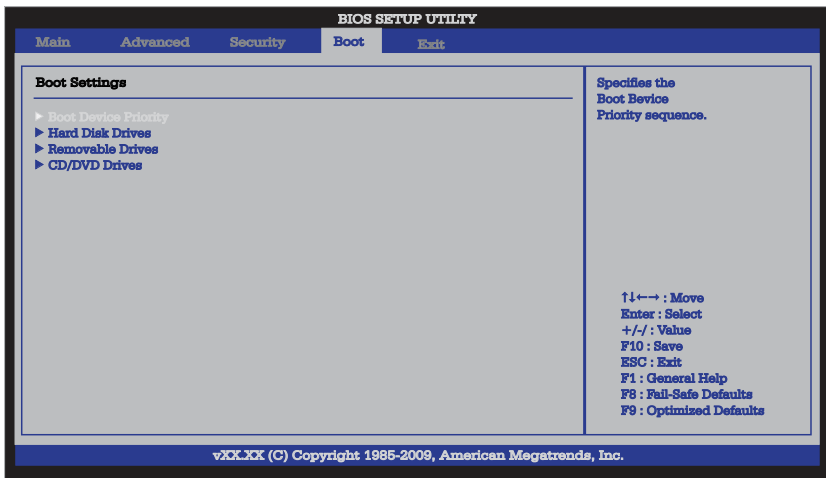 BIOS SETUP UTILTY
Main Advanced Security Boot Exit
Boot Settings
Boot Device Priority
Hard Disk Drives
Removable Drives
CD/DVD Drives
Specifies the
Boot Bevice
Priority sequence.
↑↓←→ : Move
Enter : Select
+/-/ : Value
F10 : Save
ESC : Exit
F1 : General Help
F8 : Fail-Safe Defaults
F9 : Optimized Defaults
vXX.XX (C) Copyright 1985-2009, American Megatrends, Inc.